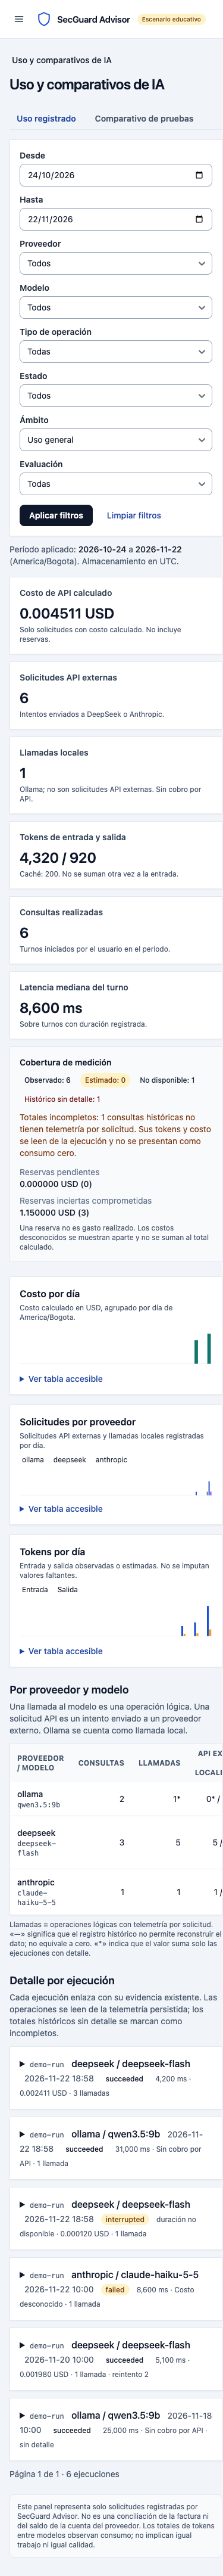 SecGuard Advisor
Escenario educativo
Uso y comparativos de IA
Uso y comparativos de IA
Uso registrado
Comparativo de pruebas
Desde
24/10/2026
Hasta
22/11/2026
Proveedor
Todos
Modelo
Todos
Tipo de operación
Todas
Estado
Todos
Ámbito
Uso general
Evaluación
Todas
Aplicar filtros
Limpiar filtros
Período aplicado: 2026-10-24 a 2026-11-22
(America/Bogota). Almacenamiento en UTC.
Costo de API calculado
0.004511 USD
Solo solicitudes con costo calculado. No incluye
reservas.
Solicitudes API externas
6
Intentos enviados a DeepSeek o Anthropic.
Llamadas locales
1
Ollama; no son solicitudes API externas. Sin cobro por
API.
Tokens de entrada y salida
4,320 / 920
Caché: 200. No se suman otra vez a la entrada.
Consultas realizadas
6
Turnos iniciados por el usuario en el período.
Latencia mediana del turno
8,600 ms
Sobre turnos con duración registrada.
Cobertura de medición
Observado: 6
Estimado: 0
No disponible: 1
Histórico sin detalle: 1
Totales incompletos: 1 consultas históricas no
tienen telemetría por solicitud. Sus tokens y costo
se leen de la ejecución y no se presentan como
consumo cero.
Reservas pendientes
0.000000 USD (0)
Reservas inciertas comprometidas
1.150000 USD (3)
Una reserva no es gasto realizado. Los costos
desconocidos se muestran aparte y no se suman al total
calculado.
Costo por día
Costo calculado en USD, agrupado por día de
America/Bogota.
Ver tabla accesible
Solicitudes por proveedor
Solicitudes API externas y llamadas locales registradas
por día.
ollama deepseek anthropic
Ver tabla accesible
Tokens por día
Entrada y salida observadas o estimadas. No se imputan
valores faltantes.
Entrada Salida
Ver tabla accesible
Por proveedor y modelo
Una llamada al modelo es una operación lógica. Una
solicitud API es un intento enviado a un proveedor
externo. Ollama se cuenta como llamada local.
PROVEEDOR
/ MODELO
CONSULTAS
LLAMADAS
API EX
LOCAL
ollama
qwen3.5:9b
2
1*
0* /
deepseek
deepseek-
flash
3
5
5 /
anthropic
claude-
haiku-5-5
1
1
1 /
Llamadas = operaciones lógicas con telemetría por solicitud.
«—» significa que el registro histórico no permite reconstruir el
dato; no equivale a cero. «*» indica que el valor suma solo las
ejecuciones con detalle.
Detalle por ejecución
Cada ejecución enlaza con su evidencia existente. Las
operaciones se leen de la telemetría persistida; los
totales históricos sin detalle se marcan como
incompletos.
demo-run deepseek / deepseek-flash
2026-11-22 18:58 succeeded 4,200 ms ·
0.002411 USD · 3 llamadas
demo-run ollama / qwen3.5:9b 2026-11-
22 18:58 succeeded 31,000 ms · Sin cobro por
API · 1 llamada
demo-run deepseek / deepseek-flash
2026-11-22 18:58 interrupted duración no
disponible · 0.000120 USD · 1 llamada
demo-run anthropic / claude-haiku-5-5
2026-11-22 10:00 failed 8,600 ms · Costo
desconocido · 1 llamada
demo-run deepseek / deepseek-flash
2026-11-20 10:00 succeeded 5,100 ms ·
0.001980 USD · 1 llamada · reintento 2
demo-run ollama / qwen3.5:9b 2026-11-18
10:00 succeeded 25,000 ms · Sin cobro por API ·
sin detalle
Página 1 de 1 · 6 ejecuciones
Este panel representa solo solicitudes registradas por
SecGuard Advisor. No es una conciliación de la factura ni
del saldo de la cuenta del proveedor. Los totales de tokens
entre modelos observan consumo; no implican igual
trabajo ni igual calidad.